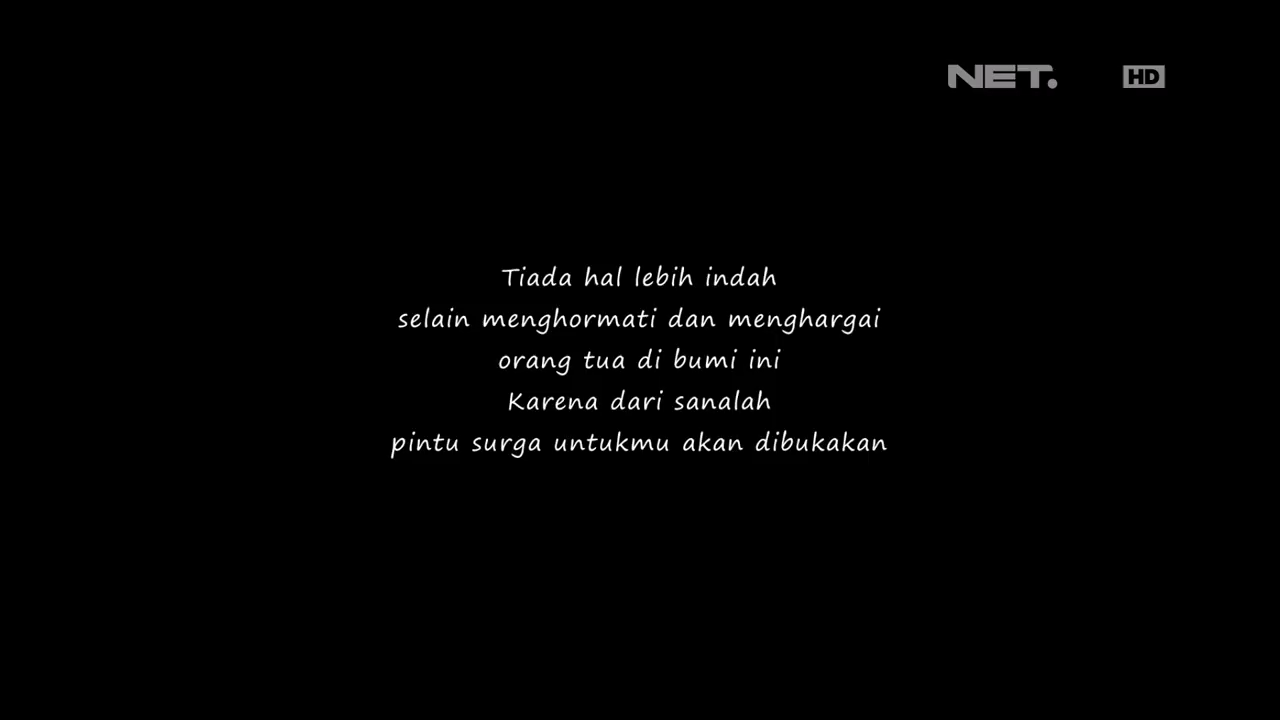 NET. HD
Tiada hal lebih indah
selain menghormati dan menghargai
orang tua di bumi ini
Karena dari sanalah
pintu surga untukmu akan dibukakan